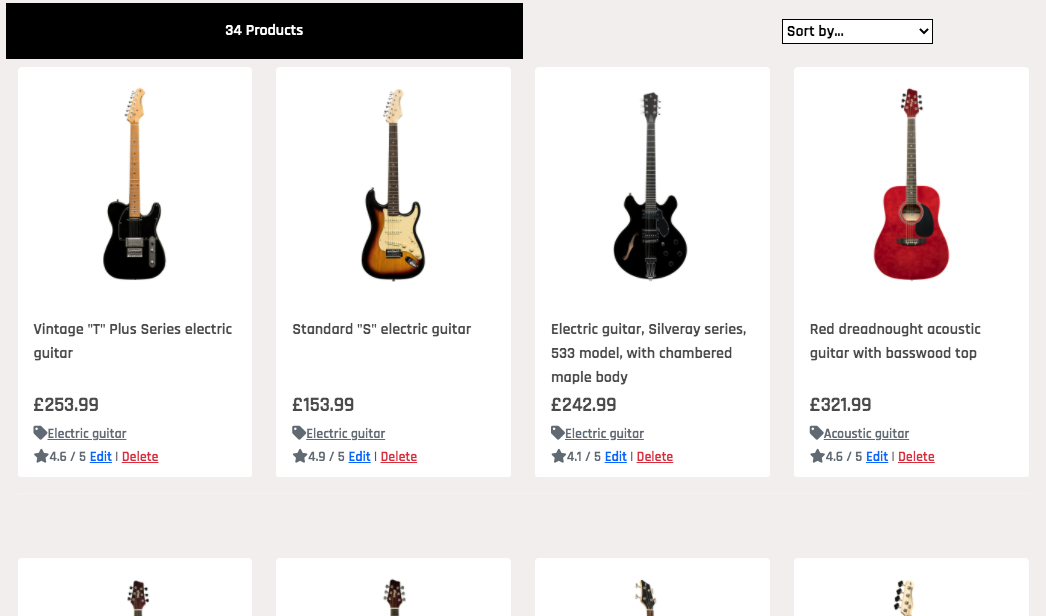 34 Products
Sort by...
Vintage "T" Plus Series electric
guitar
£253.99
Electric guitar
4.6 / 5 Edit | Delete
Standard "S" electric guitar
£153.99
Electric guitar
4.9 / 5 Edit | Delete
Electric guitar, Silveray series,
533 model, with chambered
maple body
£242.99
Electric guitar
4.1 / 5 Edit | Delete
Red dreadnought acoustic
guitar with basswood top
£321.99
Acoustic guitar
4.6 / 5 Edit | Delete